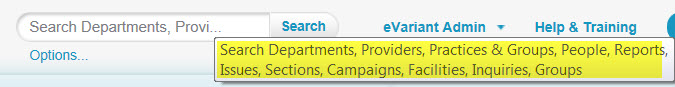 Search Departments, Provi... Search eVariant Admin Help & Training
Options...
Search Departments, Providers, Practices & Groups, People, Reports,
Issues, Sections, Campaigns, Facilities, Inquiries, Groups